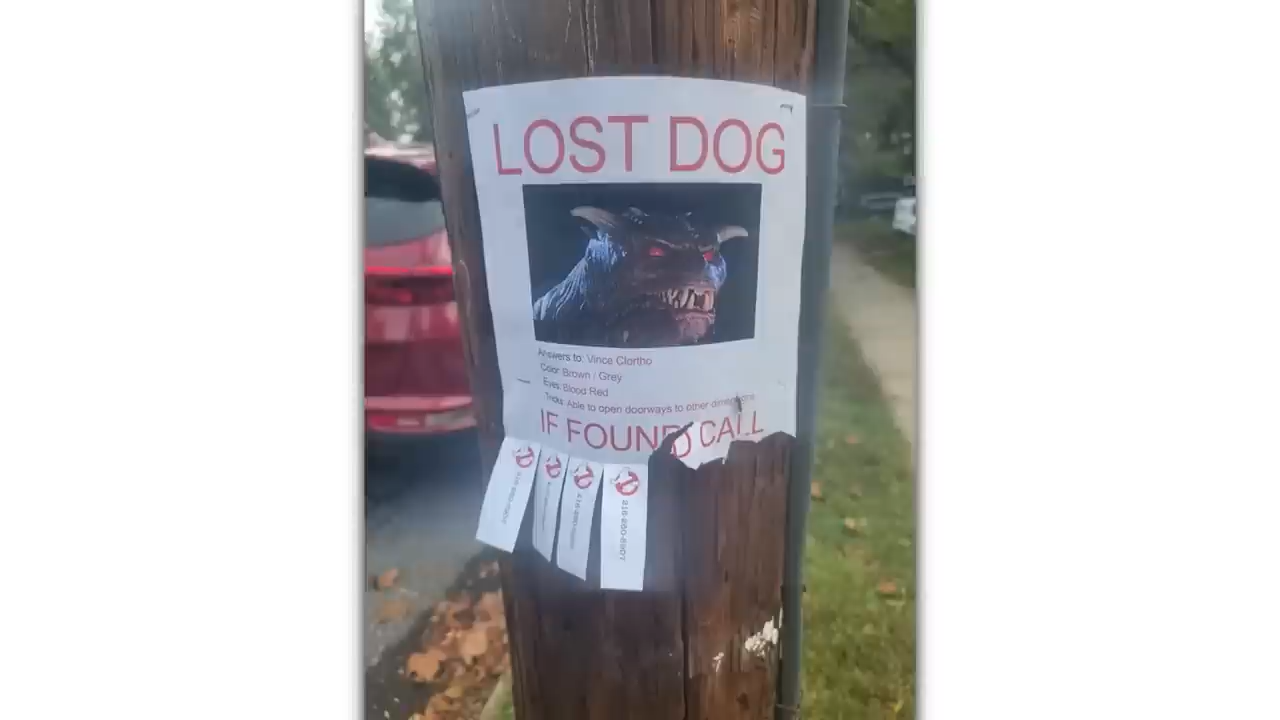 LOST DOG
Answers to: Vince Clortho
Color: Brown / Grey
Eyes: Blood Red
Tricks: Able to open doorways to other dimensions
IF FOUND CALL